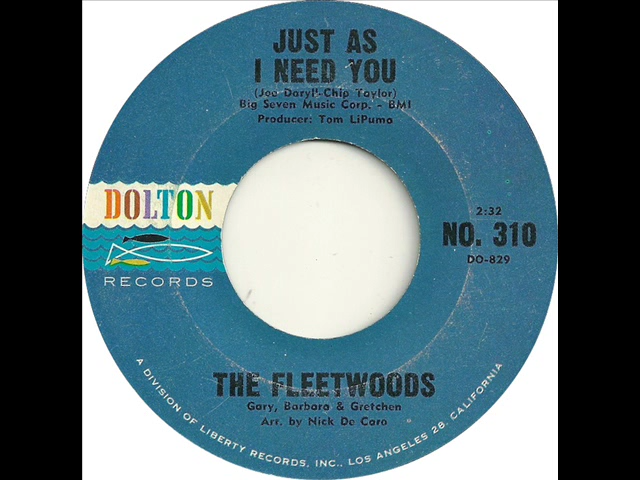 JUST AS
I NEED YOU
(Joe Daryll-Chip Taylor)
Big Seven Music Corp. - BMI
Producer: Tom LiPuma
DOLTON
RECORDS
2:32
NO. 310
DO-829
THE FLEETWOODS
Gary, Barbara & Gretchen
Arr. by Nick De Caro
A DIVISION OF LIBERTY RECORDS, INC., LOS ANGELES 28, CALIFORNIA